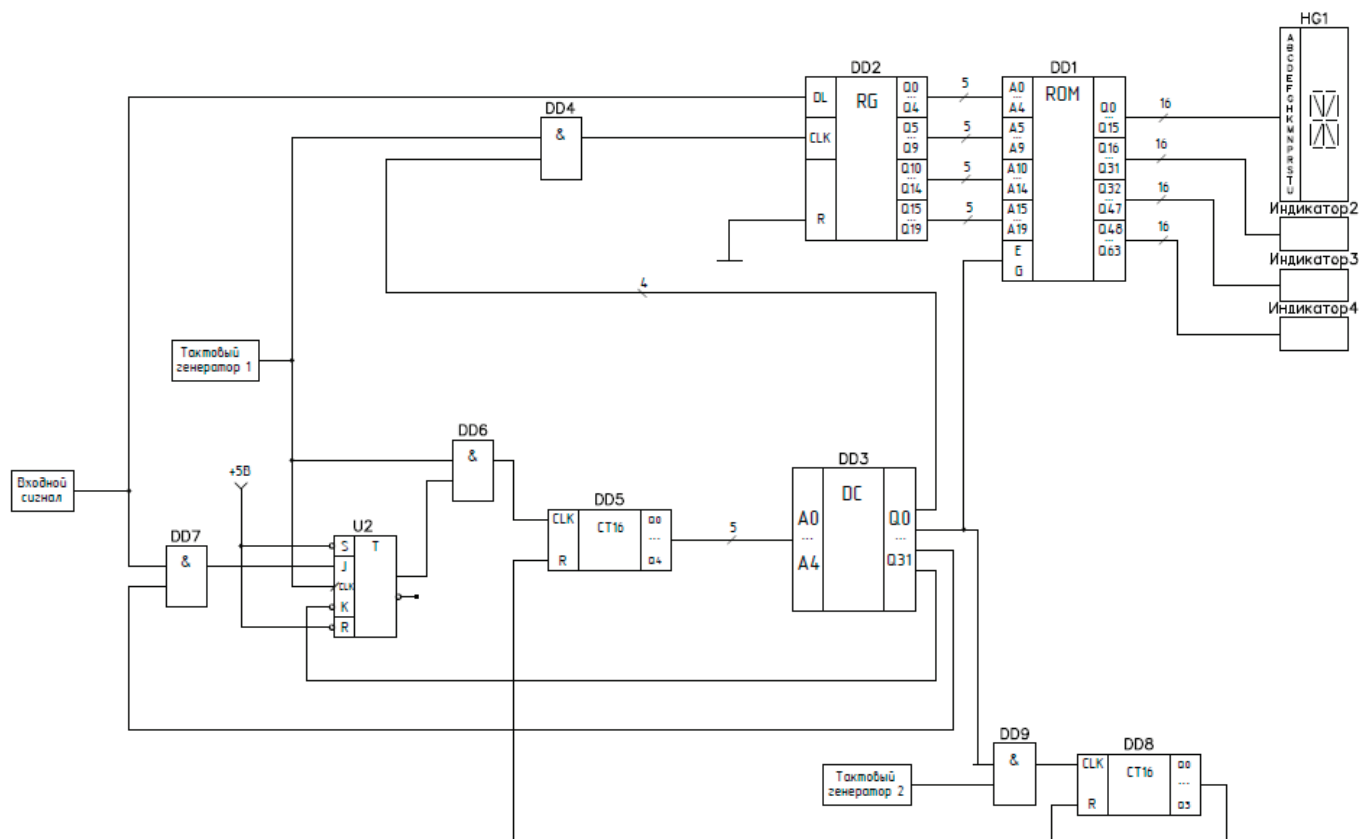 HG1
A
B
C
D
E
F
G
H
K
M
N
P
R
S
T
U
DD2
DL
CLK
R
RG
Q0
...
Q4
Q5
...
Q9
Q10
...
Q14
Q15
...
Q19
5
5
5
5
DD1
A0
...
A4
A5
...
A9
A10
...
A14
A15
...
A19
E
G
ROM
Q0
...
Q15
Q16
...
Q31
Q32
...
Q47
Q48
...
Q63
16
16
16
16
Индикатор2
Индикатор3
Индикатор4
DD4
&
4
Тактовый
генератор 1
DD6
&
Входной
сигнал
+5В
DD7
&
U2
S
J
CLK
K
R
T
DD5
CLK
R
CT16
Q0
...
Q4
5
DD3
A0
...
A4
DC
Q0
...
Q31
DD9
&
Тактовый
генератор 2
DD8
CLK
R
CT16
Q0
...
Q3